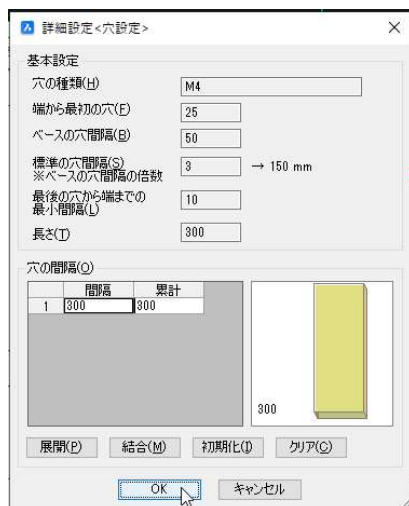 詳細設定<穴設定>
基本設定
穴の種類(H) M4
端から最初の穴(F) 25
ベースの穴間隔(B) 50
標準の穴間隔(S) 3 → 150 mm
※ベースの穴間隔の倍数
最後の穴から端までの 10
最小間隔(L)
長さ(T) 300
穴の間隔(O)
間隔 累計
1 300 300
300
展開(P) 結合(M) 初期化(I) クリア(C)
OK キャンセル